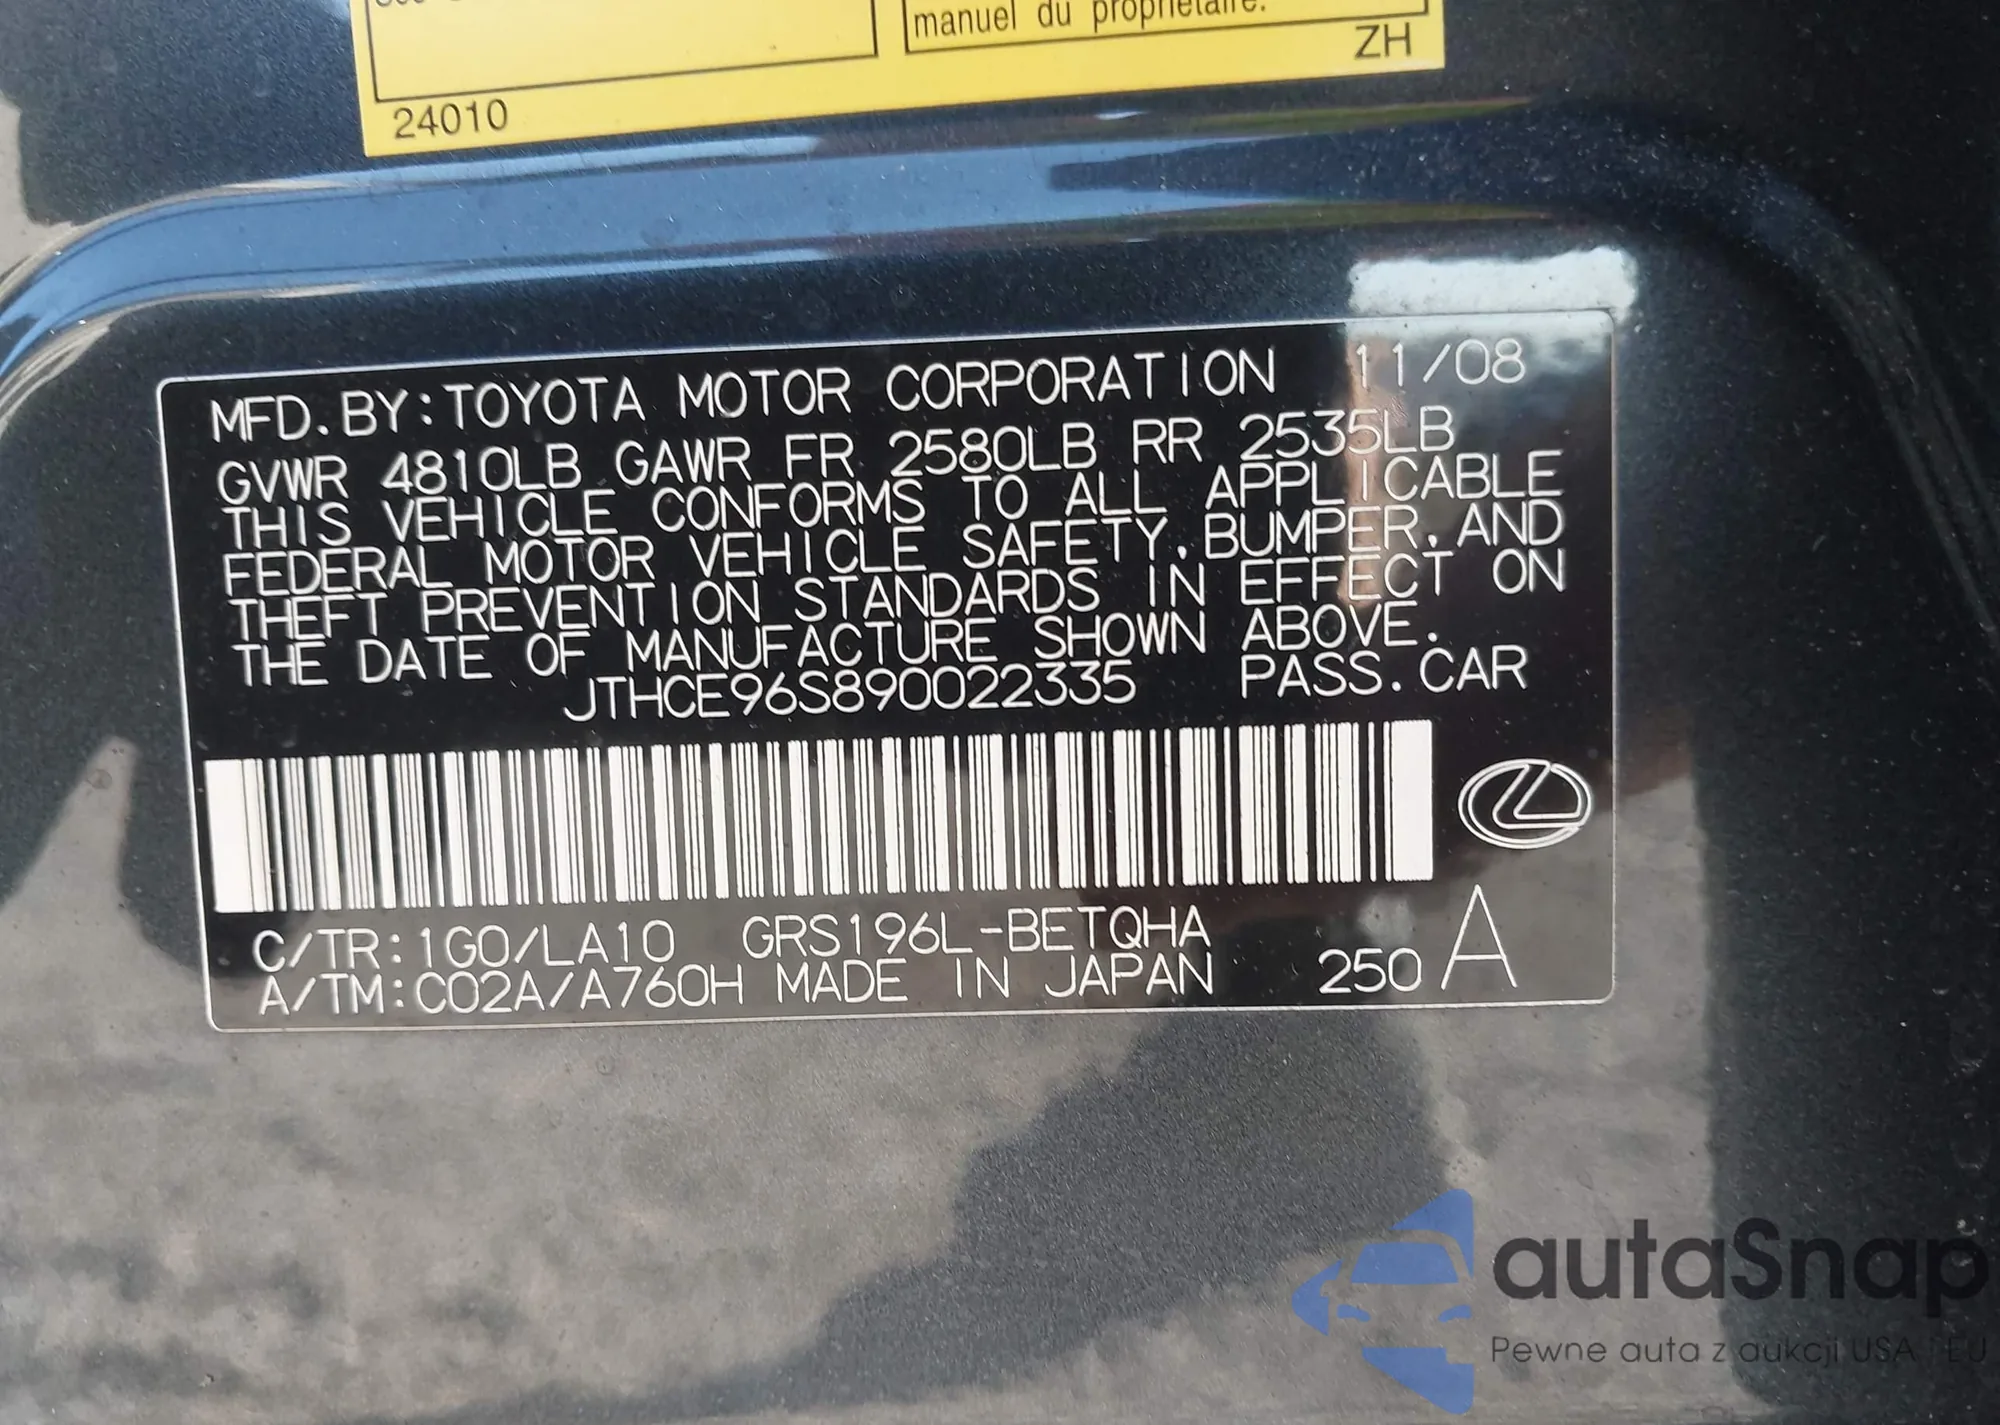 manuel du propriétaire.
ZH
24010
MFD. BY: TOYOTA MOTOR CORPORATION 11/08
GVWR 4810LB GAWR FR 2580LB RR 2535LB
THIS VEHICLE CONFORMS TO ALL APPLICABLE
FEDERAL MOTOR VEHICLE SAFETY, BUMPER, AND
THEFT PREVENTION STANDARDS IN EFFECT ON
THE DATE OF MANUFACTURE SHOWN ABOVE.
JTHCE96S890022335 PASS. CAR
C/TR: 1G0/LA10 GRS196L-BETQHA
A/TM: C02A/A760H MADE IN JAPAN 250 A
autaSnap
Pewne auta z aukcji USA i EU